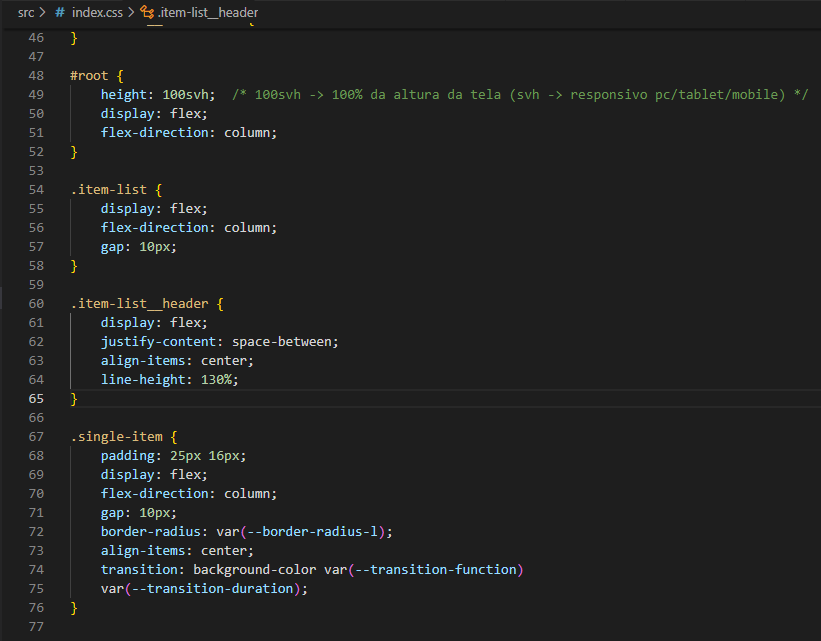 src > # index.css > .item-list__header
46 }
47
48 #root {
49 height: 100svh; /* 100svh -> 100% da altura da tela (svh -> responsivo pc/tablet/mobile) */
50 display: flex;
51 flex-direction: column;
52 }
53
54 .item-list {
55 display: flex;
56 flex-direction: column;
57 gap: 10px;
58 }
59
60 .item-list__header {
61 display: flex;
62 justify-content: space-between;
63 align-items: center;
64 line-height: 130%;
65 }
66
67 .single-item {
68 padding: 25px 16px;
69 display: flex;
70 flex-direction: column;
71 gap: 10px;
72 border-radius: var(--border-radius-l);
73 align-items: center;
74 transition: background-color var(--transition-function)
75 var(--transition-duration);
76 }
77